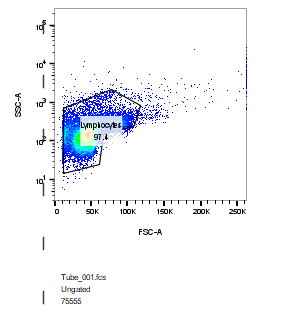 10^5
10^4
SSC-A
10^3
Lymphocytes
97.4
10^2
10^1
0 50K 100K 150K 200K 250K
FSC-A
Tube_001.fcs
Ungated
75555